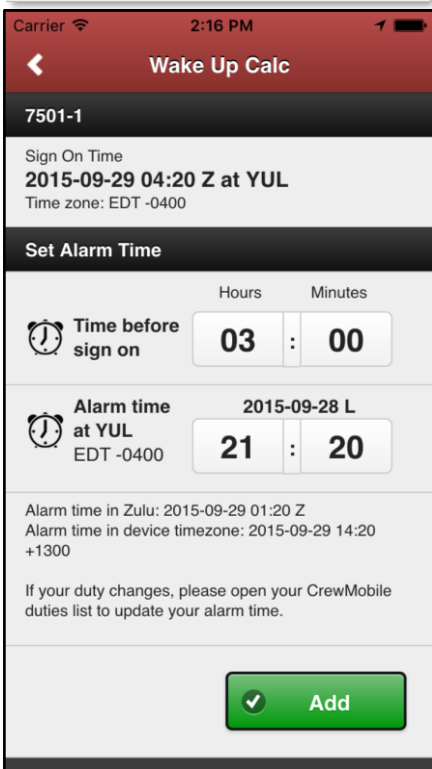 Carrier 2:16 PM
Wake Up Calc
7501-1
Sign On Time
2015-09-29 04:20 Z at YUL
Time zone: EDT -0400
Set Alarm Time
Hours Minutes
Time before
sign on
03 : 00
Alarm time
at YUL
EDT -0400
2015-09-28 L
21 : 20
Alarm time in Zulu: 2015-09-29 01:20 Z
Alarm time in device timezone: 2015-09-29 14:20
+1300
If your duty changes, please open your CrewMobile
duties list to update your alarm time.
Add